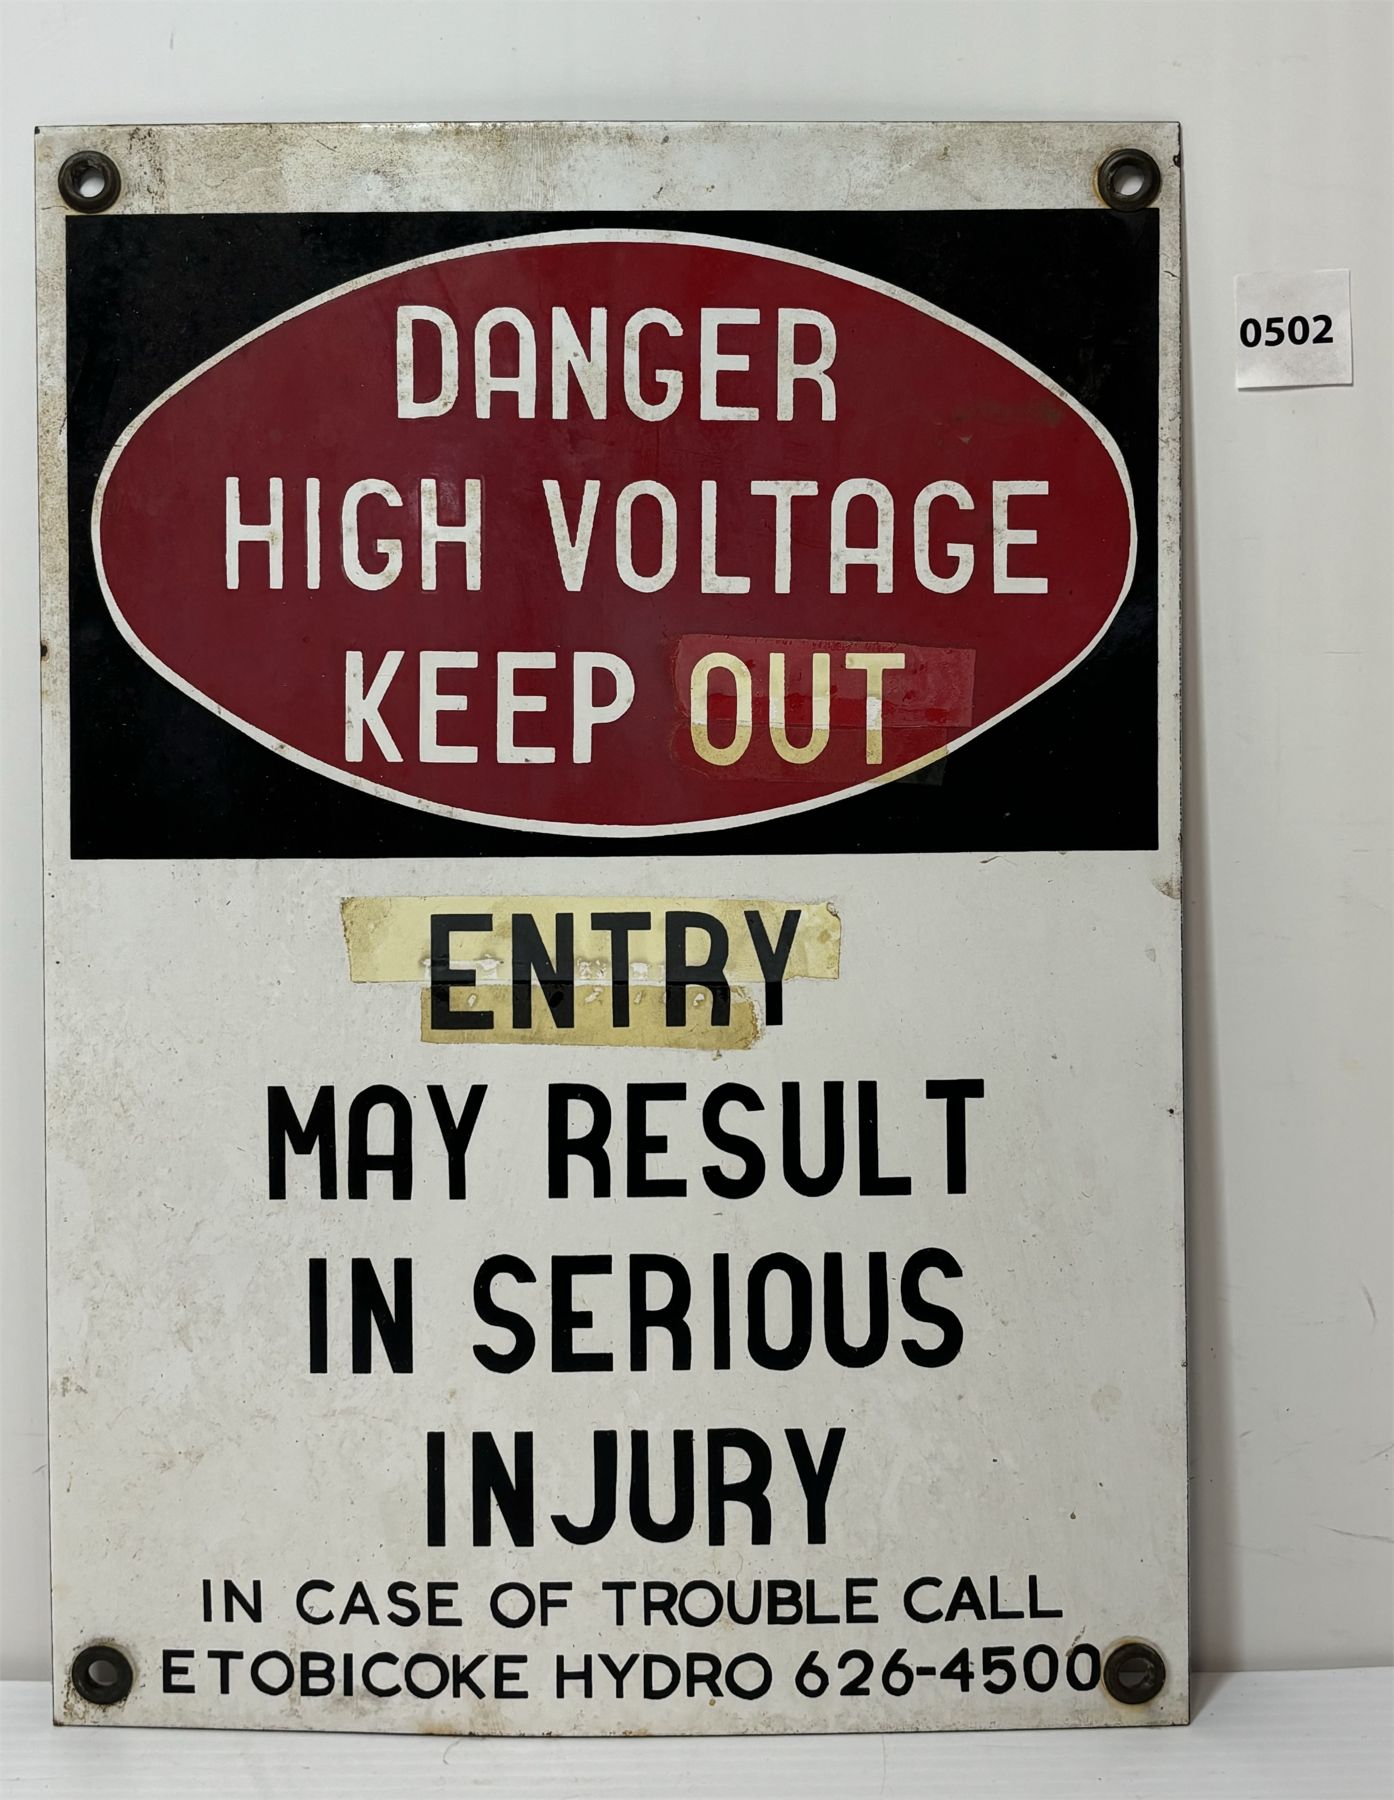 DANGER
HIGH VOLTAGE
KEEP OUT
ENTRY
MAY RESULT
IN SERIOUS
INJURY
IN CASE OF TROUBLE CALL
ETOBICOKE HYDRO 626-4500
0502